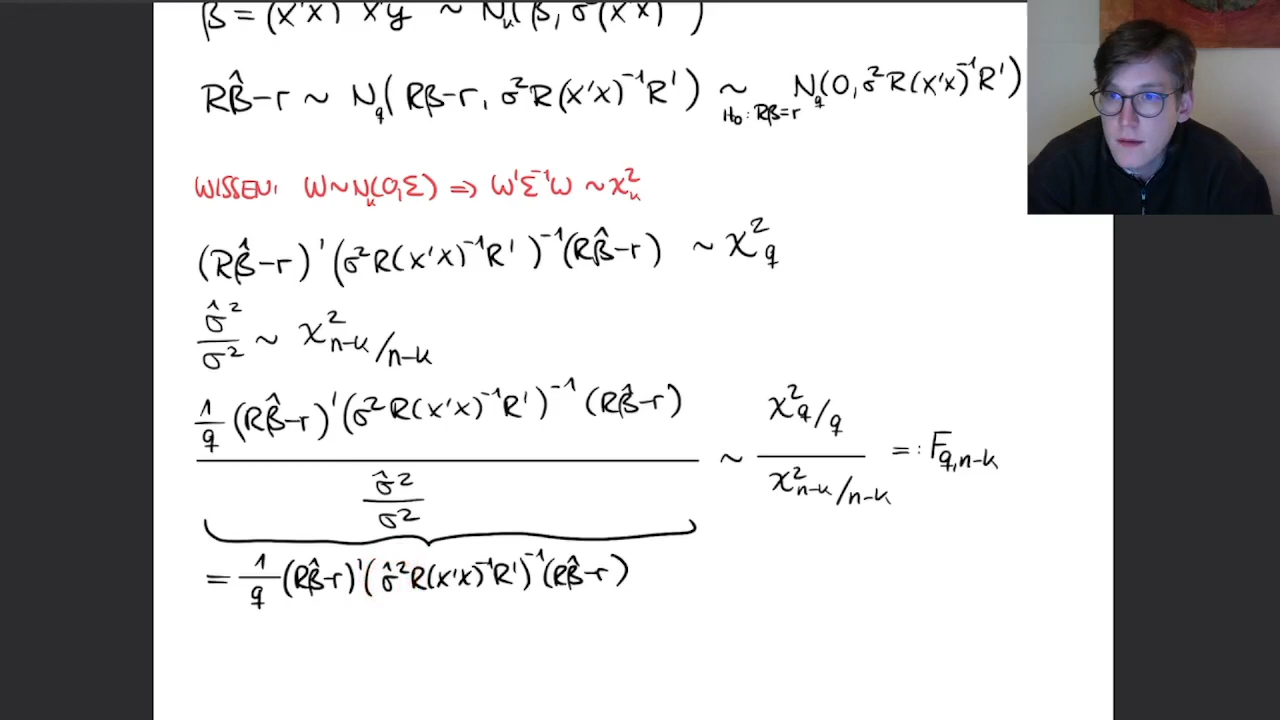 β̂ = (X'X) X'y ~ N_k(β, σ²(X'X) )
Rβ̂-r ~ N_q(Rβ-r, σ²R(X'X)⁻¹R') ~ N_q(0, σ²R(X'X)⁻¹R')
H₀: Rβ=r
WISSEN: W~N_k(0,Σ) ⇒ W'Σ⁻¹W ~ χ²_k
(Rβ̂-r)'(σ²R(X'X)⁻¹R')⁻¹(Rβ̂-r) ~ χ²_q
σ̂²/σ² ~ χ²_{n-k}/n-k
1/q (Rβ̂-r)'(σ²R(X'X)⁻¹R')⁻¹(Rβ̂-r) ~ χ²_q/q =: F_{q,n-k}
σ̂²/σ² χ²_{n-k}/n-k
= 1/q (Rβ̂-r)'(σ̂²R(X'X)⁻¹R')⁻¹(Rβ̂-r)